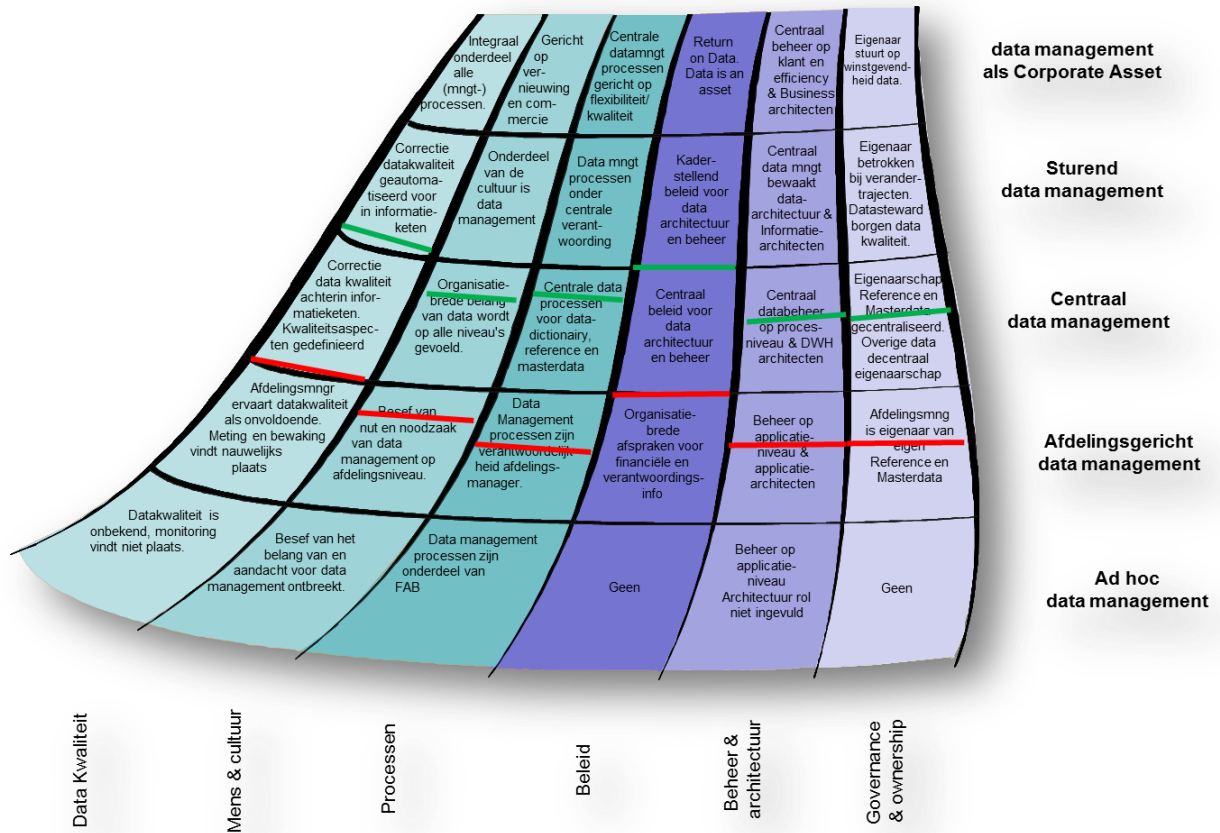 Integraal
onderdeel
alle
(mngt-)
processen.
Gericht
op
ver-
nieuwing
en com-
mercie
Centrale
datamngt
processen
gericht op
flexibiliteit/
kwaliteit
Return
on Data.
Data is an
asset
Centraal
beheer op
klant en
efficiency
& Business
architecten
Eigenaar
stuurt op
winstgevend-
heid data.
data management
als Corporate Asset
Correctie
datakwaliteit
geautoma-
tiseerd voor
in informatie-
keten
Onderdeel
van de
cultuur is
data
management
Data mngt
processen
onder
centrale
verant-
woording
Kader-
stellend
beleid voor
data
architectuur
en beheer
Centraal
data mngt
bewaakt
data-
architectuur &
Informatie-
architecten
Eigenaar
betrokken
bij verander-
trajecten.
Datasteward
borgen data
kwaliteit.
Sturend
data management
Correctie
data kwaliteit
achterin infor-
matieketen.
Kwaliteitsaspec-
ten gedefinieerd
Organisatie-
brede belang
van data wordt
op alle niveau's
gevoeld.
Centrale data
processen
voor data-
dictionary,
reference en
masterdata
Centraal
beleid voor
data
architectuur
en beheer
Centraal
databeheer
op proces-
niveau & DWH
architecten
Eigenaarschap
Reference en
Masterdata
gecentraliseerd.
Overige data
decentraal
eigenaarschap
Centraal
data management
Afdelingsmngr
ervaart datakwaliteit
als onvoldoende.
Meting en bewaking
vindt nauwelijks
plaats
Besef van
nut en noodzaak
van data
management op
afdelingsniveau.
Data
Management
processen zijn
verantwoordelijk
heid afdelings-
manager.
Organisatie-
brede
afspraken voor
financiële en
verantwoordings-
info
Beheer op
applicatie-
niveau &
applicatie-
architecten
Afdelingsmng
is eigenaar van
eigen
Reference en
Masterdata
Afdelingsgericht
data management
Datakwaliteit is
onbekend, monitoring
vindt niet plaats.
Besef van het
belang van en
aandacht voor data
management ontbreekt.
Data management
processen zijn
onderdeel van
FAB
Geen
Beheer op
applicatie-
niveau
Architectuur rol
niet ingevuld
Geen
Ad hoc
data management
Data Kwaliteit
Mens & cultuur
Processen
Beleid
Beheer &
architectuur
Governance
& ownership